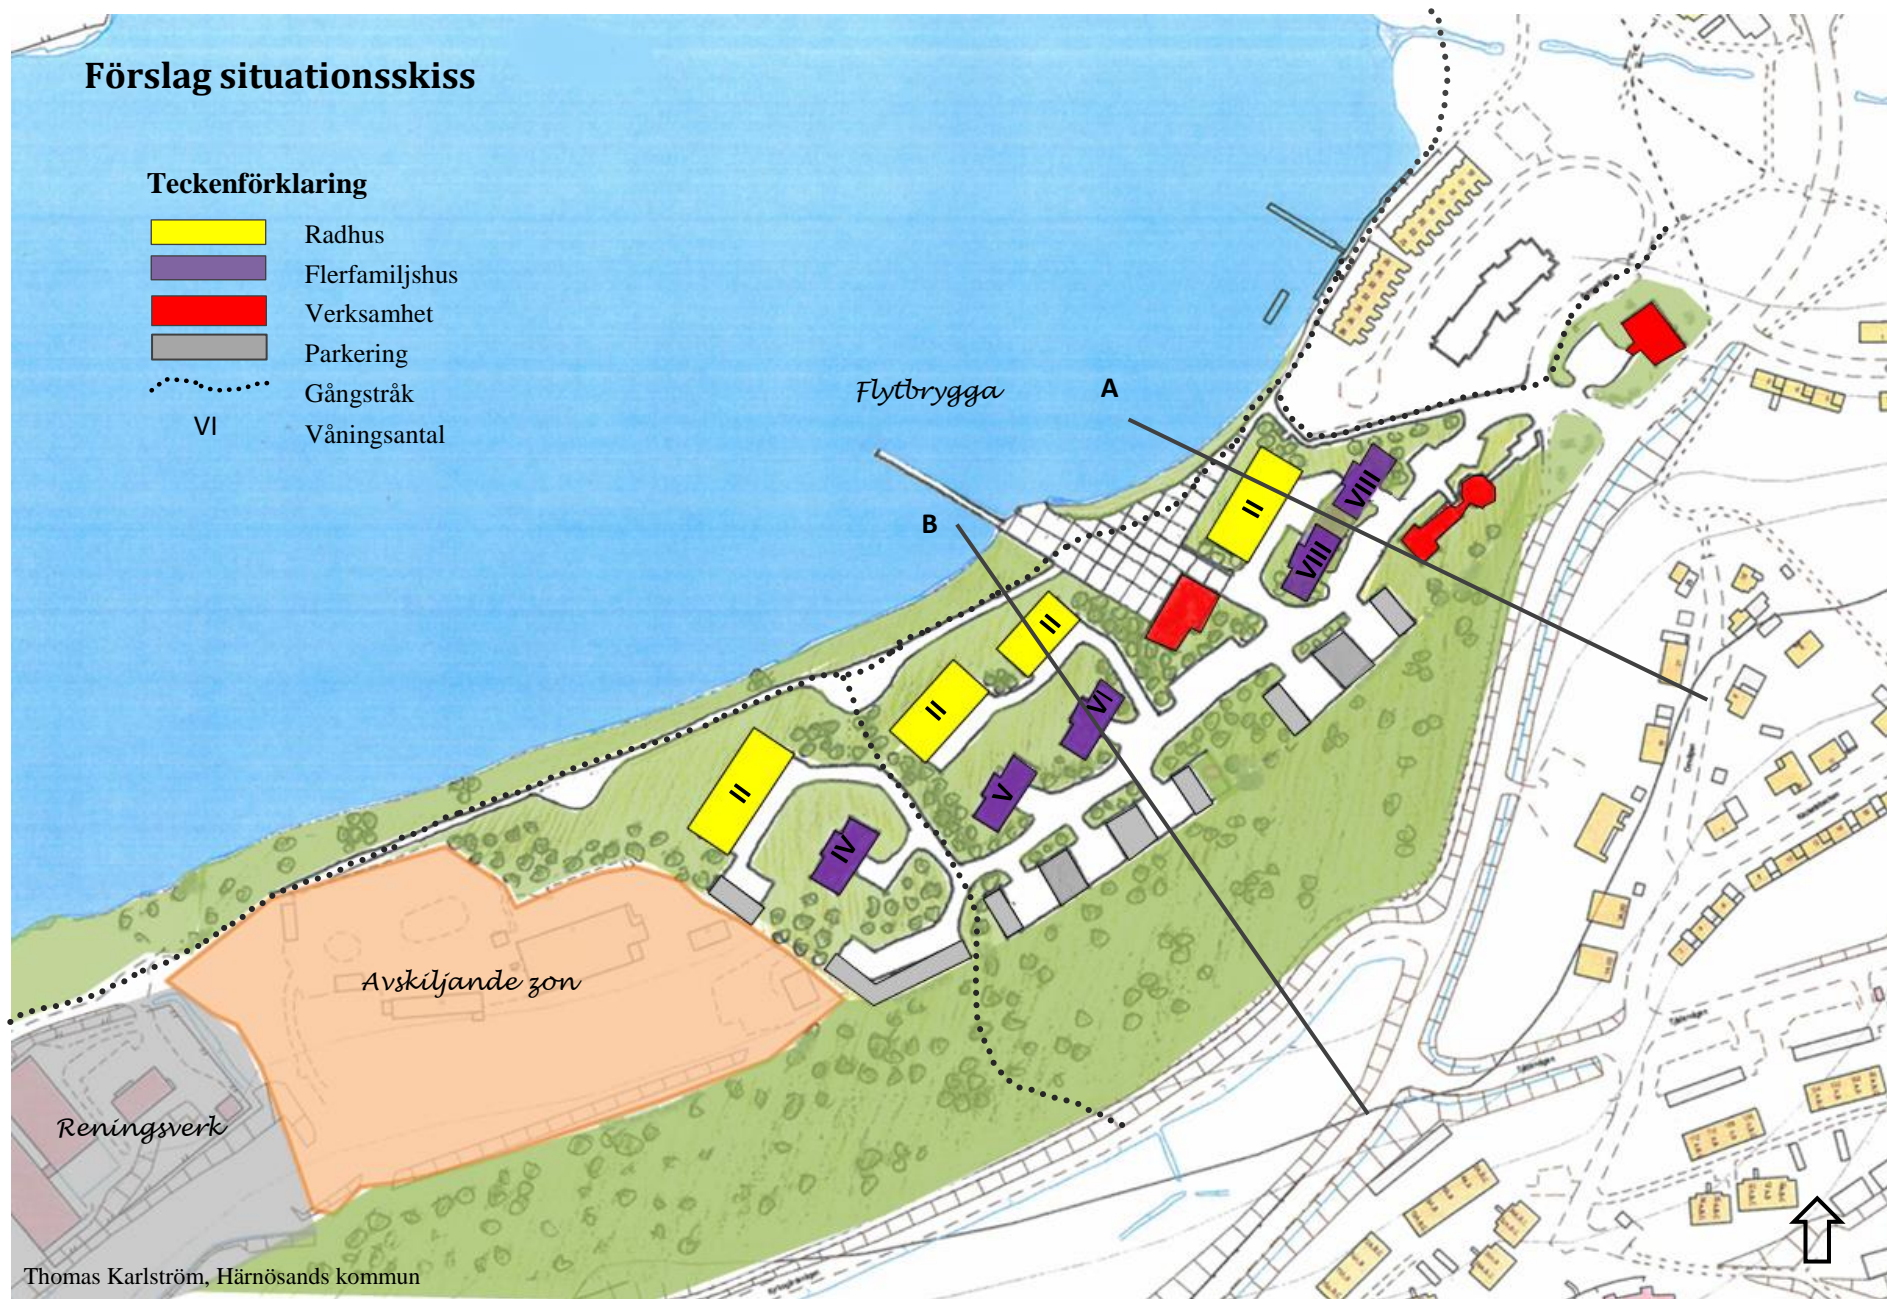 Förslag situationsskiss
Teckenförklaring
Radhus
Flerfamiljshus
Verksamhet
Parkering
Gångstråk
VI Våningsantal
Flytbrygga
A
B
II
VIII
VIII
II
II
VI
V
II
IV
Avskiljande zon
Reningsverk
Thomas Karlström, Härnösands kommun